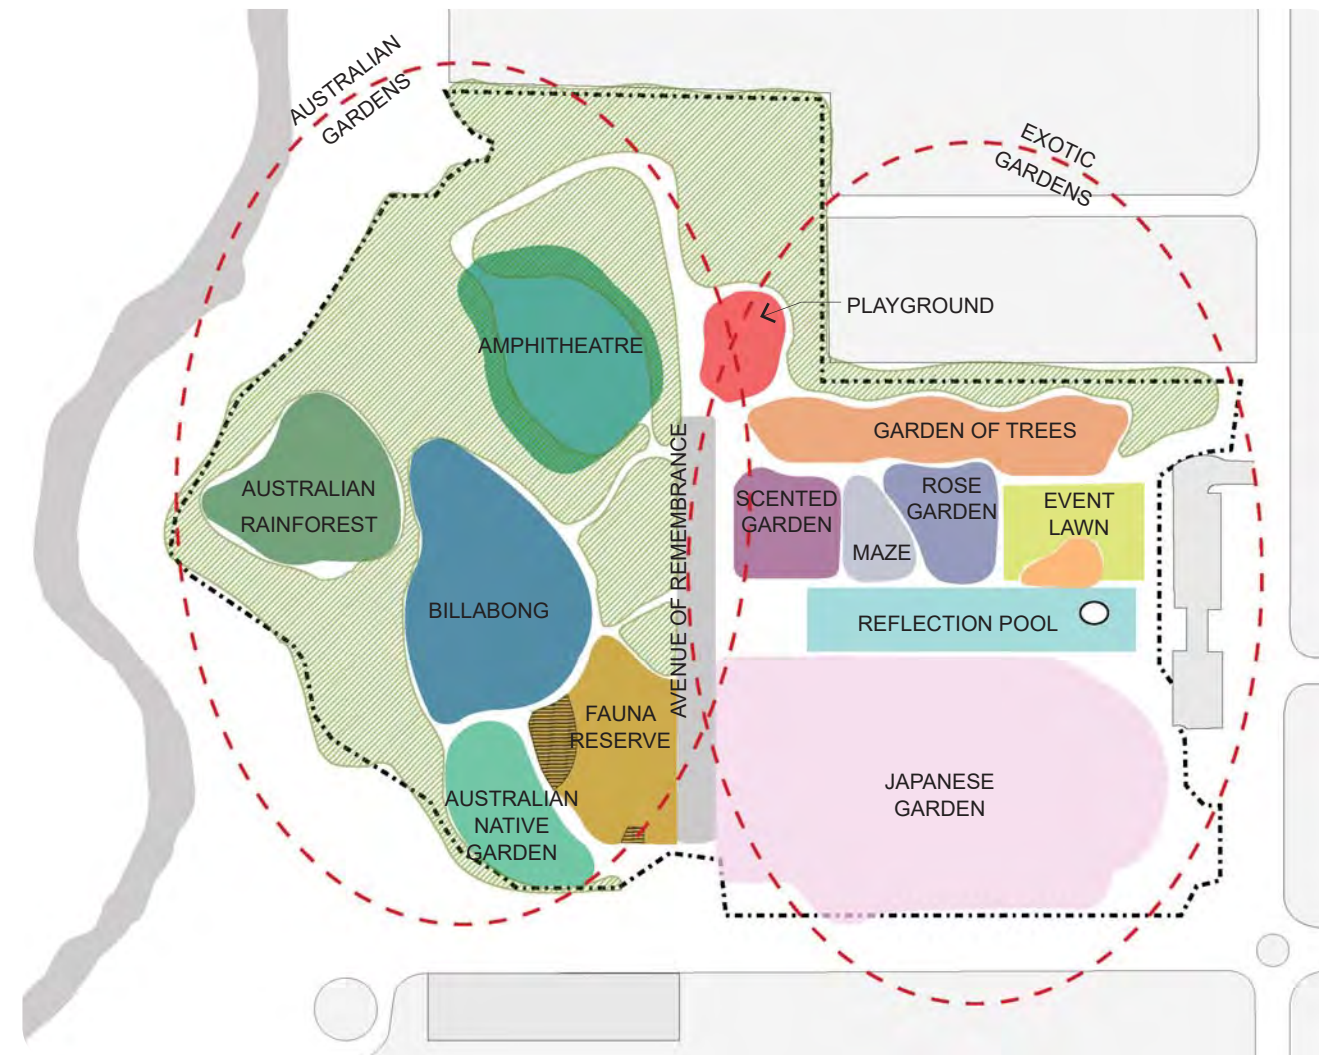 AUSTRALIAN
GARDENS
EXOTIC
GARDENS
PLAYGROUND
AMPHITHEATRE
GARDEN OF TREES
AUSTRALIAN
RAINFOREST
SCENTED
GARDEN
MAZE
ROSE
GARDEN
EVENT
LAWN
BILLABONG
AVENUE OF REMEMBRANCE
REFLECTION POOL
FAUNA
RESERVE
AUSTRALIAN
NATIVE
GARDEN
JAPANESE
GARDEN